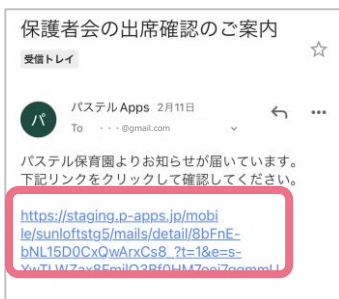 保護者会の出席確認のご案内
受信トレイ
パ
パステル Apps 2月11日
To ・・・@gmail.com
パステル保育園よりお知らせが届いています。
下記リンクをクリックして確認してください。
https://staging.p-apps.jp/mobi
le/sunloftstg5/mails/detail/8bFnE-
bNL15D0CxQwArxCs8_?t=1&e=s-